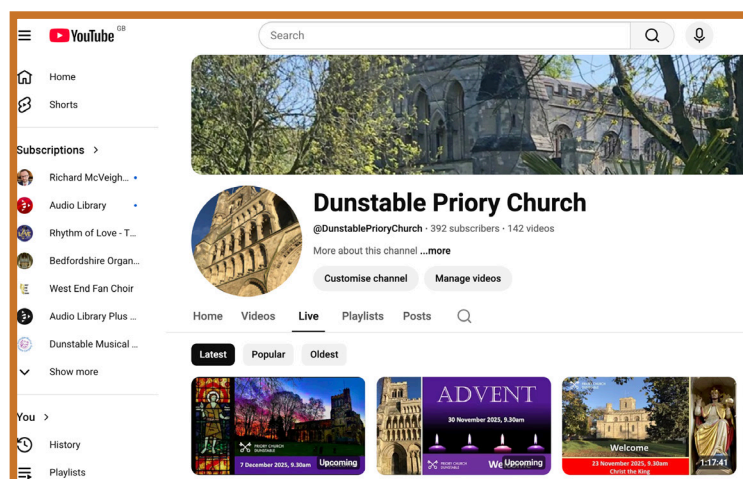 YouTube GB
Search
Home
Shorts
Subscriptions
Richard McVeigh...
Audio Library
Rhythm of Love - T...
Bedfordshire Organ...
West End Fan Choir
Audio Library Plus ...
Dunstable Musical ...
Show more
You
History
Playlists
Dunstable Priory Church
@DunstablePrioryChurch · 392 subscribers · 142 videos
More about this channel ...more
Customise channel Manage videos
Home Videos Live Playlists Posts
Latest Popular Oldest
PRIORY CHURCH
DUNSTABLE
7 December 2025, 9.30am
Upcoming
ADVENT
30 November 2025, 9.30am
PRIORY CHURCH
DUNSTABLE
We
Upcoming
Welcome
23 November 2025, 9.30am
Christ the King
1:17:41